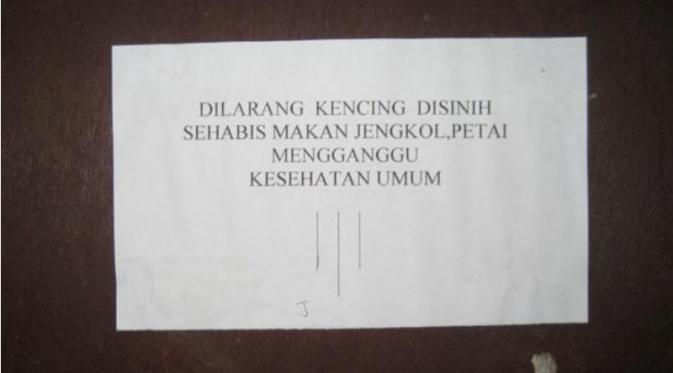 DILARANG KENCING DISINIH
SEHABIS MAKAN JENGKOL,PETAI
MENGGANGGU
KESEHATAN UMUM
J